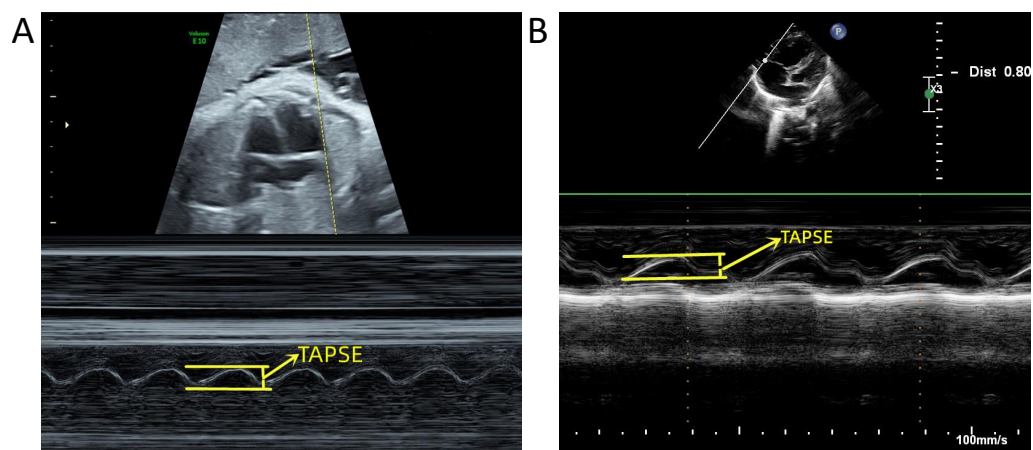 A
Voluson
E10
TAPSE
B
P
Dist 0.80
X3
TAPSE
100mm/s